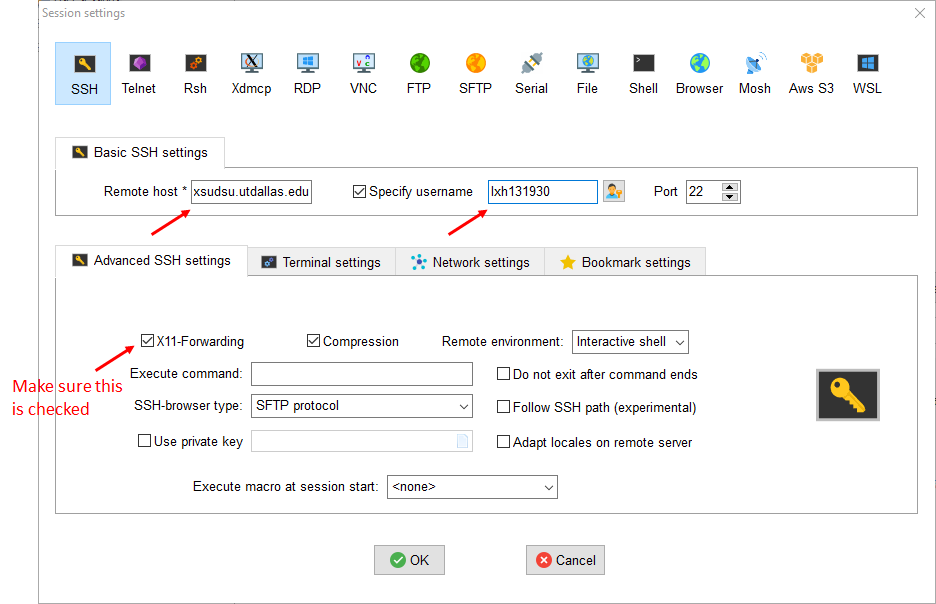 Session settings
SSH Telnet Rsh Xdmcp RDP VNC FTP SFTP Serial File Shell Browser Mosh Aws S3 WSL
Basic SSH settings
Remote host * xsudsu.utdallas.edu Specify username lxh131930 Port 22
Advanced SSH settings Terminal settings Network settings Bookmark settings
X11-Forwarding Compression Remote environment: Interactive shell
Execute command: Do not exit after command ends
Make sure this
is checked
SSH-browser type: SFTP protocol Follow SSH path (experimental)
Use private key Adapt locales on remote server
Execute macro at session start: <none>
OK Cancel